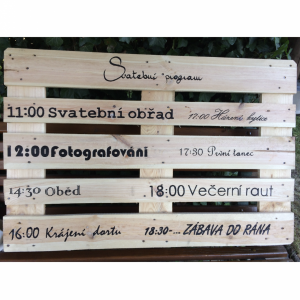 Svatební program
11:00 Svatební obřad
17:00 Házení kytice
12:00 Fotografování
17:30 První tanec
14:30 Oběd
18:00 Večerní raut
16:00 Krájení dortu
18:30-... ZÁBAVA DO RÁNA